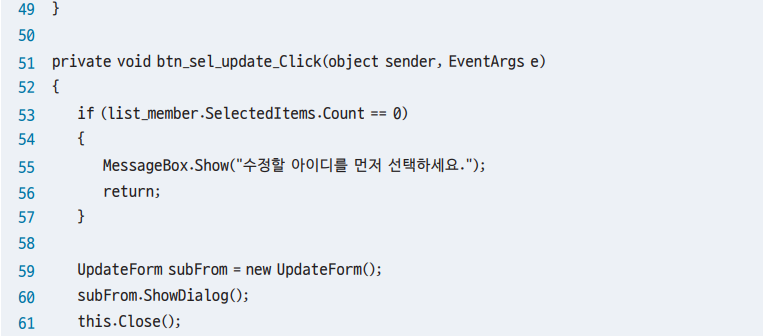 49 }
50
51 private void btn_sel_update_Click(object sender, EventArgs e)
52 {
53 if (list_member.SelectedItems.Count == 0)
54 {
55 MessageBox.Show("수정할 아이디를 먼저 선택하세요.");
56 return;
57 }
58
59 UpdateForm subFrom = new UpdateForm();
60 subFrom.ShowDialog();
61 this.Close();